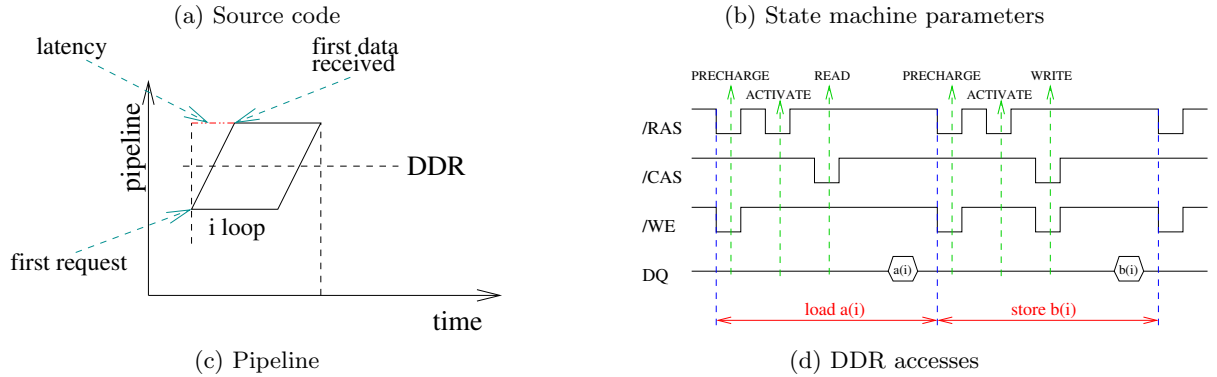 (a) Source code
(b) State machine parameters
latency
first data
received
pipeline
DDR
i loop
first request
time
(c) Pipeline
PRECHARGE
READ
PRECHARGE
WRITE
ACTIVATE
ACTIVATE
/RAS
/CAS
/WE
DQ
a(i)
b(i)
load a(i)
store b(i)
(d) DDR accesses